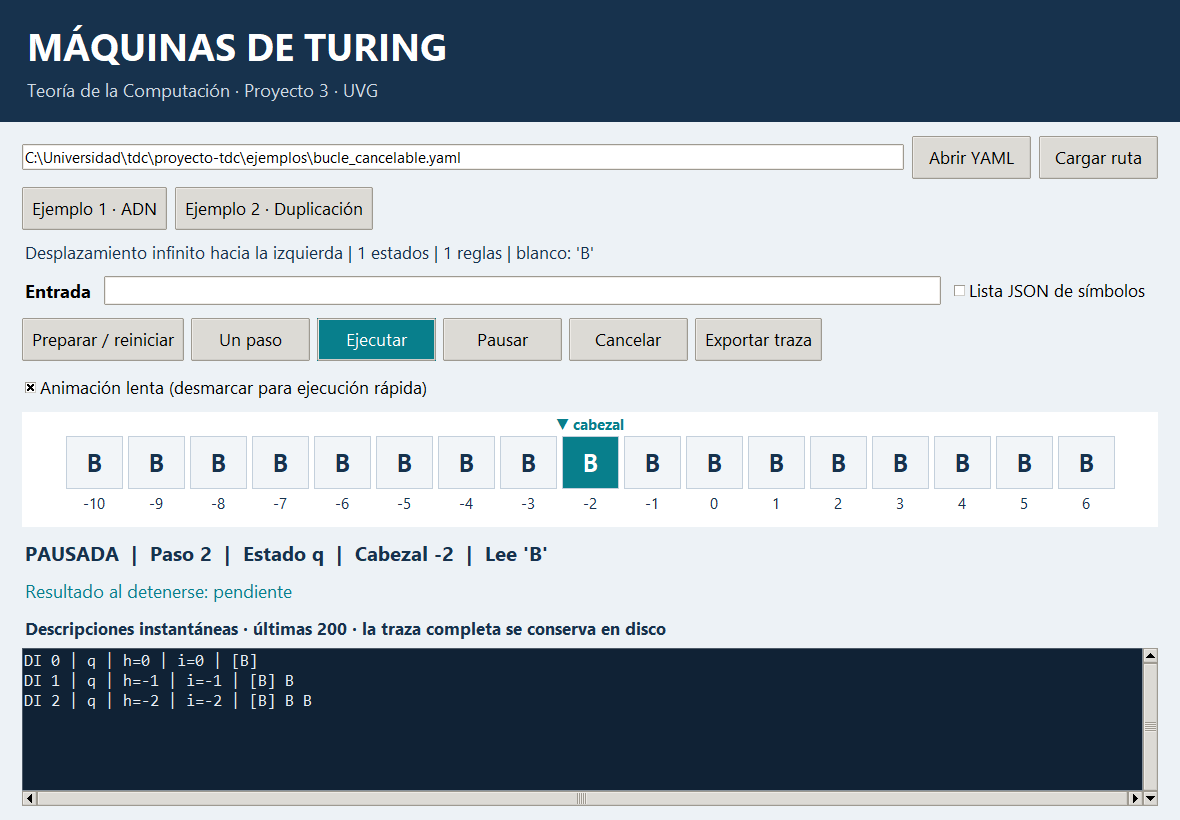 MÁQUINAS DE TURING
Teoría de la Computación · Proyecto 3 · UVG
C:\Universidad\tdc\proyecto-tdc\ejemplos\bucle_cancelable.yaml
Abrir YAML
Cargar ruta
Ejemplo 1 · ADN
Ejemplo 2 · Duplicación
Desplazamiento infinito hacia la izquierda | 1 estados | 1 reglas | blanco: 'B'
Entrada
Lista JSON de símbolos
Preparar / reiniciar
Un paso
Ejecutar
Pausar
Cancelar
Exportar traza
Animación lenta (desmarcar para ejecución rápida)
▼ cabezal
B B B B B B B B B B B B B B B B B
-10 -9 -8 -7 -6 -5 -4 -3 -2 -1 0 1 2 3 4 5 6
PAUSADA | Paso 2 | Estado q | Cabezal -2 | Lee 'B'
Resultado al detenerse: pendiente
Descripciones instantáneas · últimas 200 · la traza completa se conserva en disco
DI 0 | q | h=0 | i=0 | [B]
DI 1 | q | h=-1 | i=-1 | [B] B
DI 2 | q | h=-2 | i=-2 | [B] B B